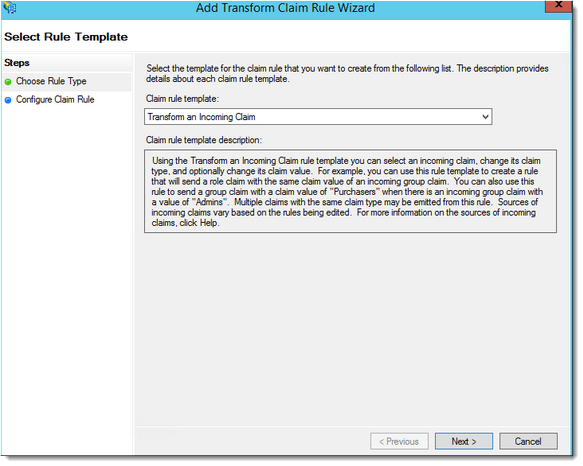 Add Transform Claim Rule Wizard
X
Select Rule Template
Steps
Choose Rule Type
Configure Claim Rule
Select the template for the claim rule that you want to create from the following list. The description provides
details about each claim rule template.
Claim rule template:
Transform an Incoming Claim
Claim rule template description:
Using the Transform an Incoming Claim rule template you can select an incoming claim, change its claim
type, and optionally change its claim value. For example, you can use this rule template to create a rule
that will send a role claim with the same claim value of an incoming group claim. You can also use this
rule to send a group claim with a claim value of "Purchasers" when there is an incoming group claim with
a value of "Admins". Multiple claims with the same claim type may be emitted from this rule. Sources of
incoming claims vary based on the rules being edited. For more information on the sources of incoming
claims, click Help.
< Previous
Next >
Cancel